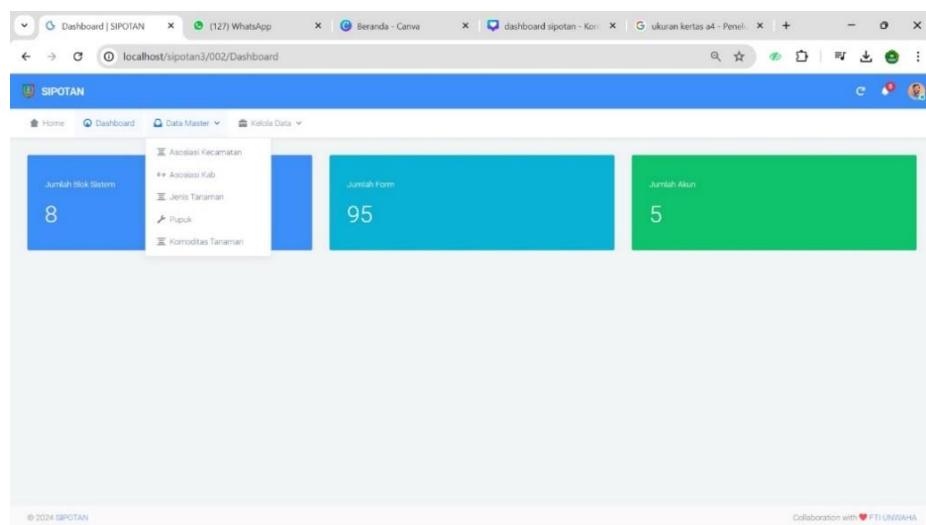 Dashboard | SIPOTAN
(127) WhatsApp
Beranda - Canva
dashboard sipotan - Kon
ukuran kertas a4 - Penel
localhost/sipotan3/002/Dashboard
SIPOTAN
Home Dashboard Data Master Kelola Data
Asosiasi Kecamatan
Asosiasi Kab
Jenis Tanaman
Pupuk
Komoditas Tanaman
Jumlah Blok Sistem
8
Jumlah Form
95
Jumlah Akun
5
© 2024 SIPOTAN
Collaboration with ❤ FTI UNWAHA